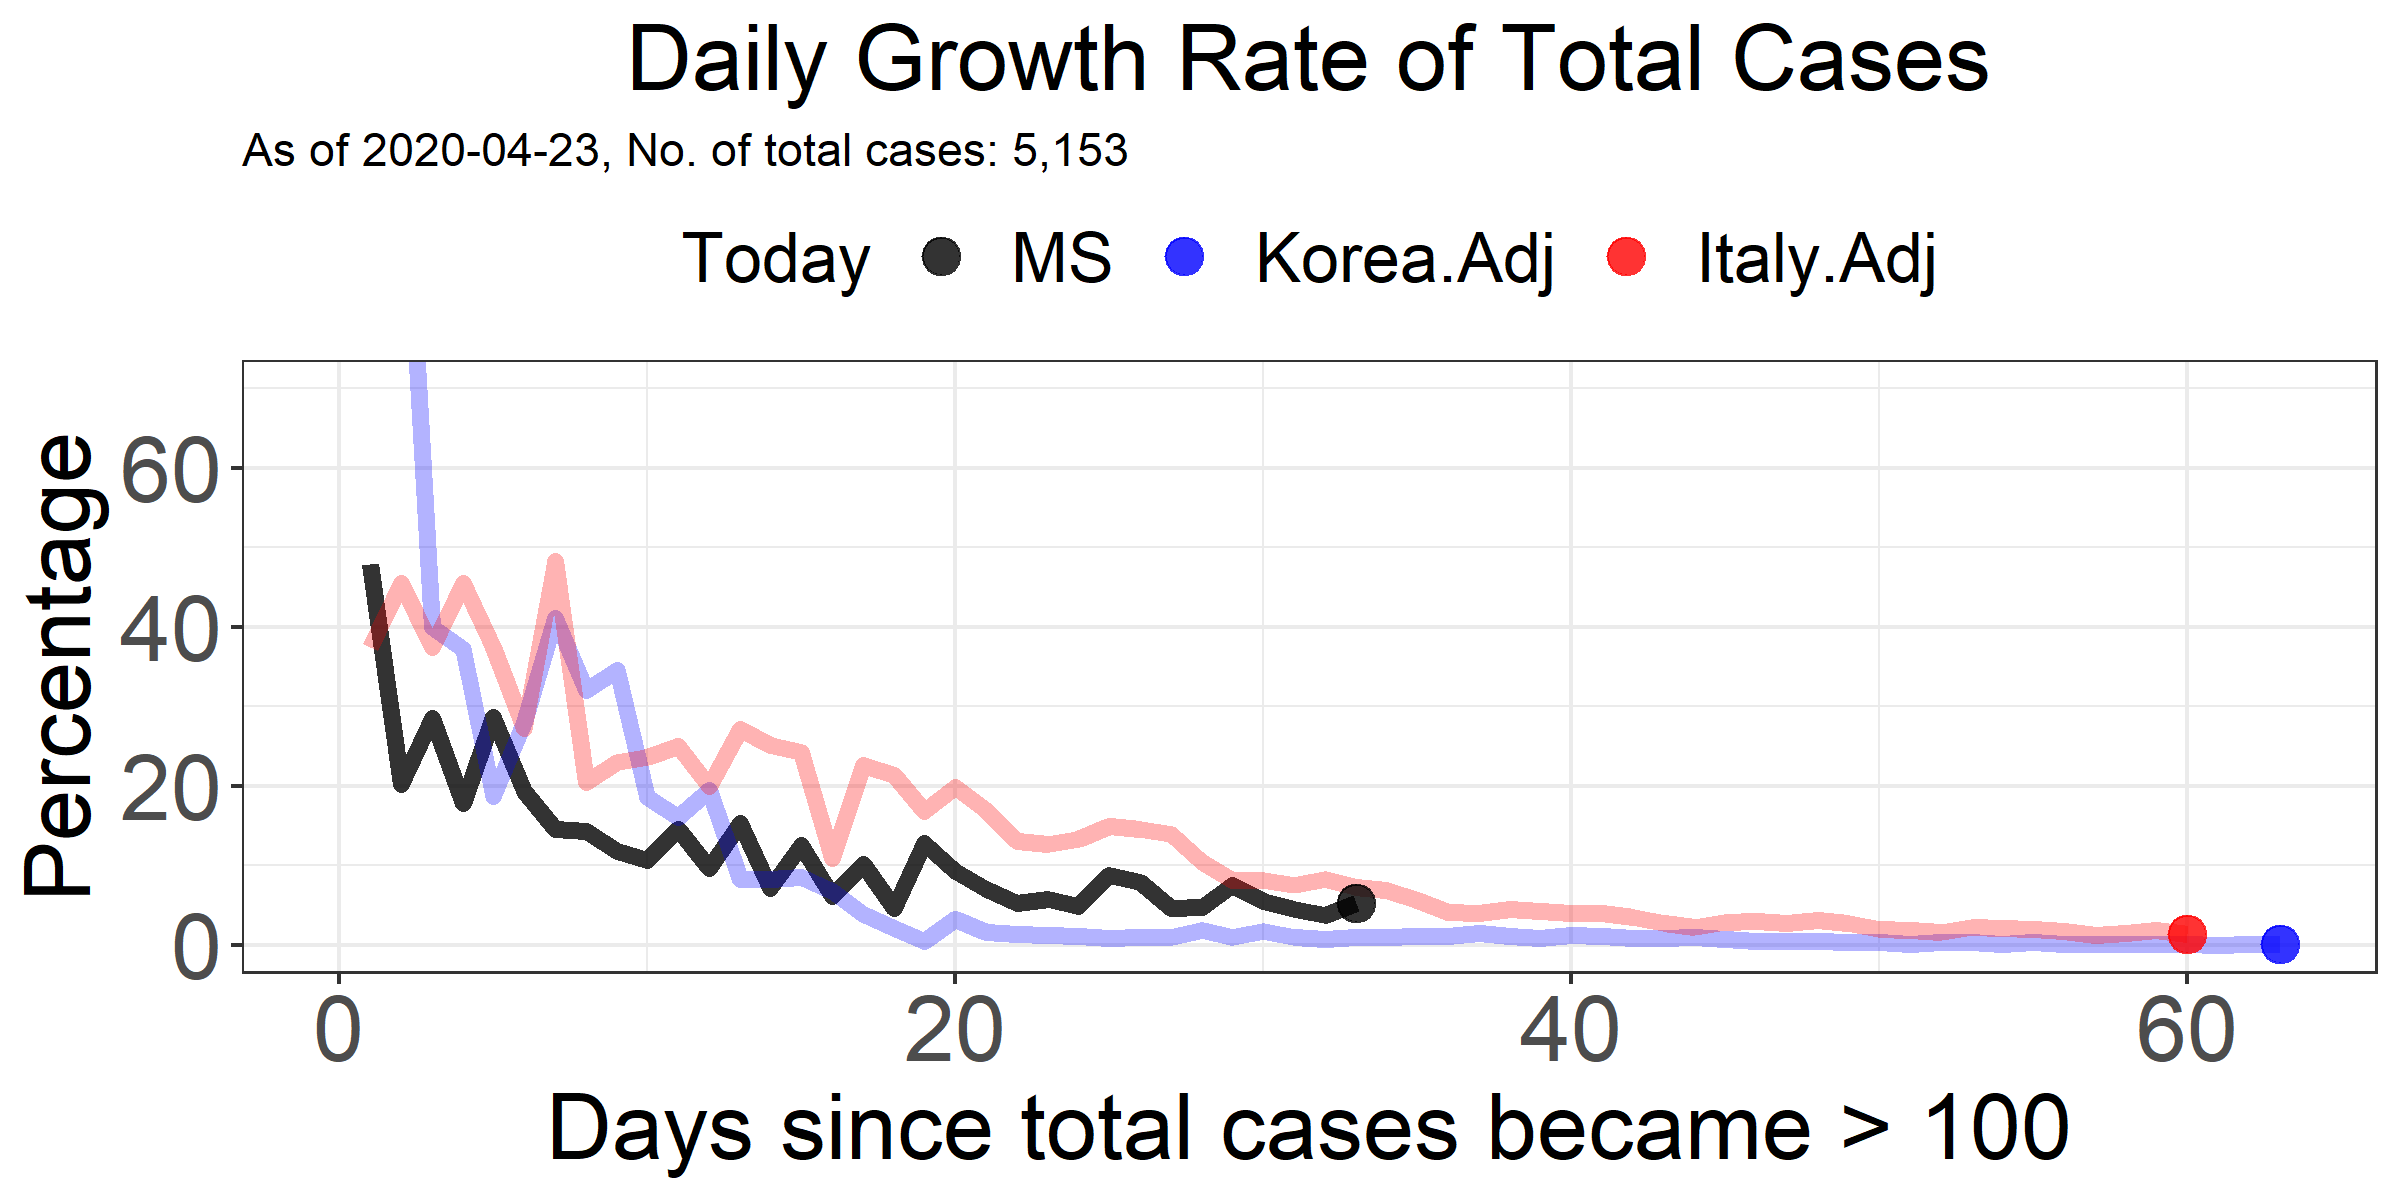 Daily Growth Rate of Total Cases
As of 2020-04-23, No. of total cases: 5,153
Today MS Korea.Adj Italy.Adj
Percentage
60
40
20
0
0 20 40 60
Days since total cases became > 100